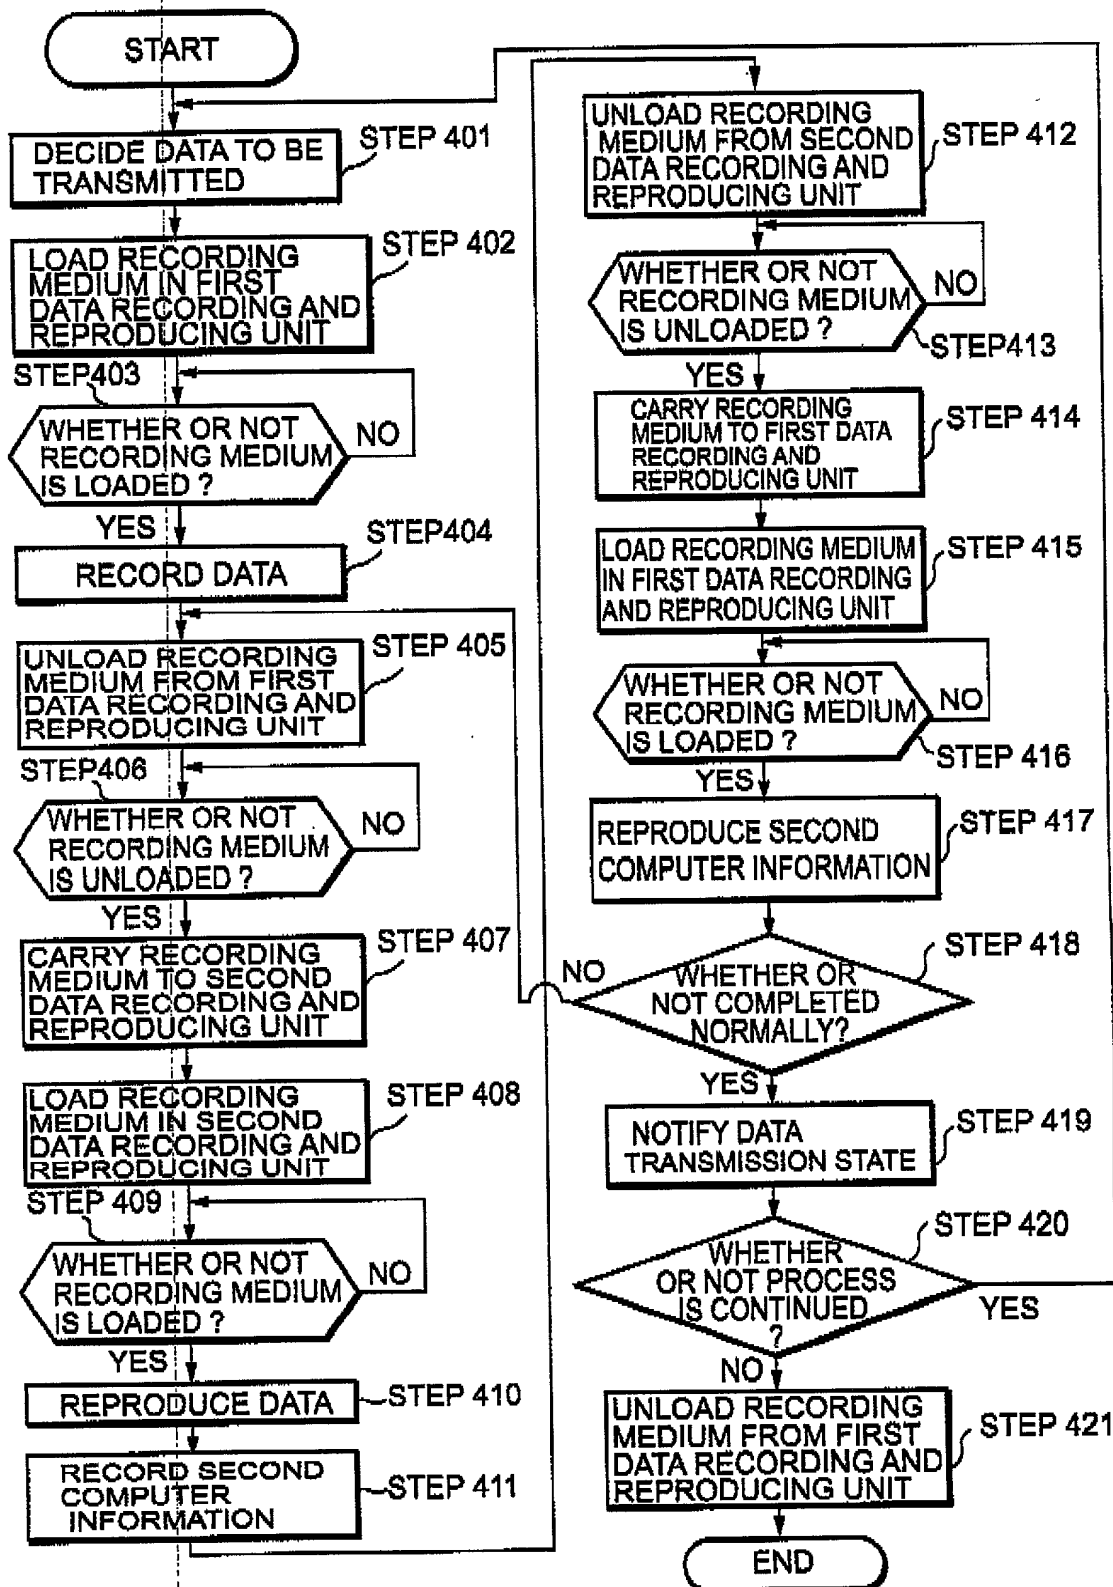 START
STEP 401
DECIDE DATA TO BE
TRANSMITTED
STEP 402
LOAD RECORDING
MEDIUM IN FIRST
DATA RECORDING AND
REPRODUCING UNIT
STEP403
WHETHER OR NOT
RECORDING MEDIUM
IS LOADED ?
NO
YES
STEP404
RECORD DATA
STEP 405
UNLOAD RECORDING
MEDIUM FROM FIRST
DATA RECORDING AND
REPRODUCING UNIT
STEP406
WHETHER OR NOT
RECORDING MEDIUM
IS UNLOADED ?
NO
YES
STEP 407
CARRY RECORDING
MEDIUM TO SECOND
DATA RECORDING AND
REPRODUCING UNIT
STEP 408
LOAD RECORDING
MEDIUM IN SECOND
DATA RECORDING AND
REPRODUCING UNIT
STEP 409
WHETHER OR NOT
RECORDING MEDIUM
IS LOADED ?
NO
YES
REPRODUCE DATA
STEP 410
RECORD SECOND
COMPUTER
INFORMATION
STEP 411
UNLOAD RECORDING
MEDIUM FROM SECOND
DATA RECORDING AND
REPRODUCING UNIT
STEP 412
WHETHER OR NOT
RECORDING MEDIUM
IS UNLOADED ?
NO
STEP413
YES
CARRY RECORDING
MEDIUM TO FIRST DATA
RECORDING AND
REPRODUCING UNIT
STEP 414
LOAD RECORDING MEDIUM
IN FIRST DATA RECORDING
AND REPRODUCING UNIT
STEP 415
WHETHER OR NOT
RECORDING MEDIUM
IS LOADED ?
NO
STEP 416
YES
REPRODUCE SECOND
COMPUTER INFORMATION
STEP 417
STEP 418
NO
WHETHER OR
NOT COMPLETED
NORMALLY?
YES
NOTIFY DATA
TRANSMISSION STATE
STEP 419
STEP 420
WHETHER
OR NOT PROCESS
IS CONTINUED
?
YES
NO
UNLOAD RECORDING
MEDIUM FROM FIRST
DATA RECORDING AND
REPRODUCING UNIT
STEP 421
END